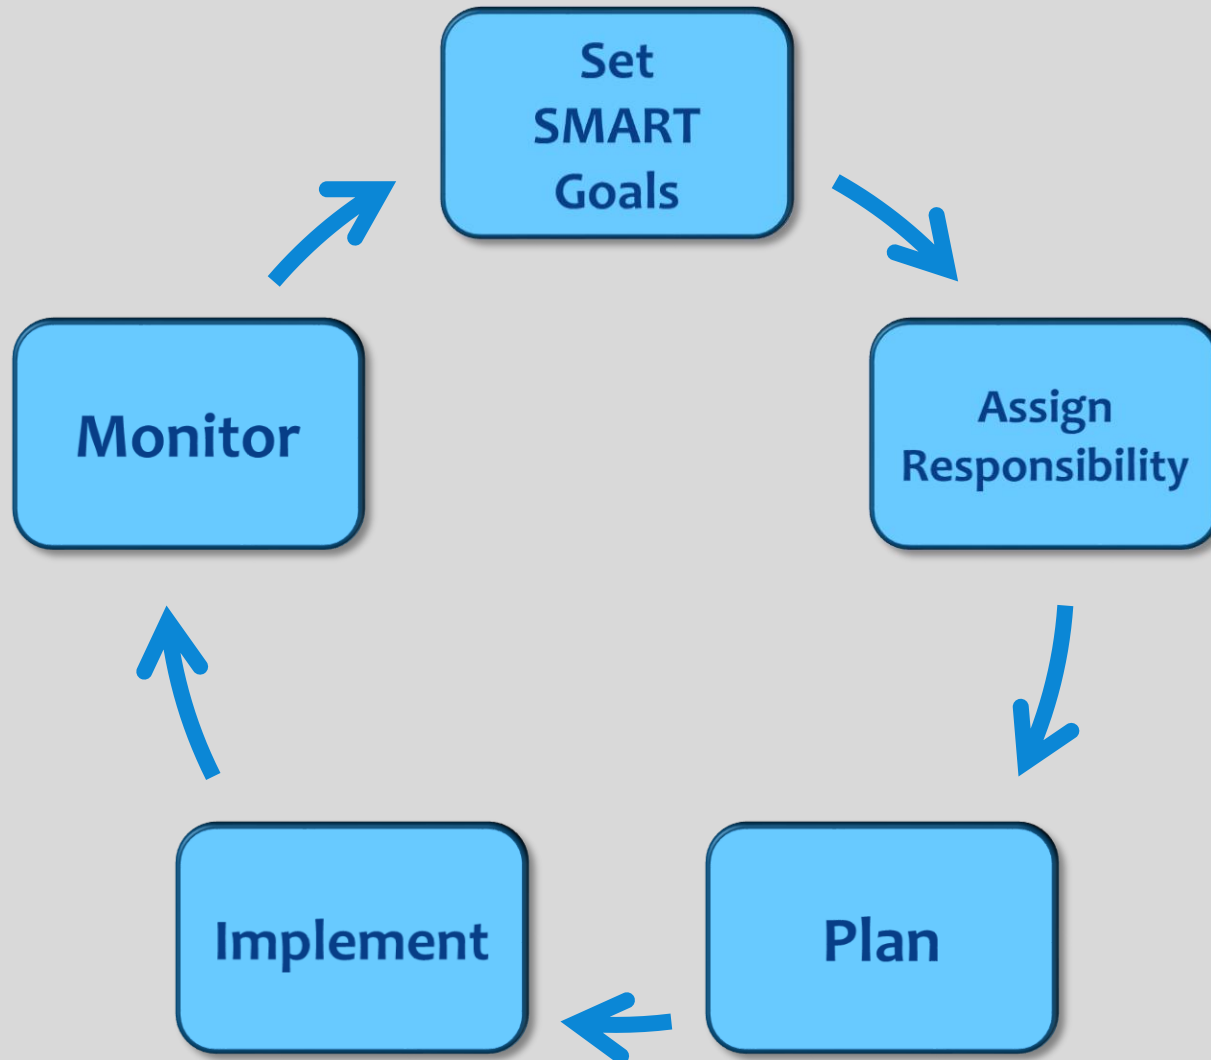 Set
SMART
Goals
Assign
Responsibility
Plan
Implement
Monitor